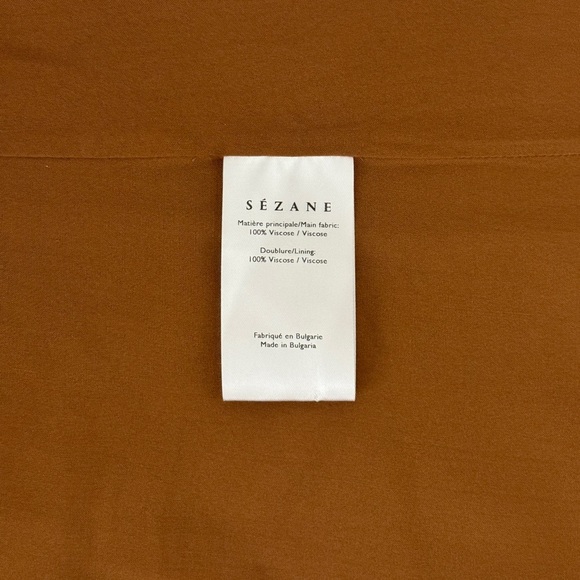 SÉZANE
Matière principale/Main fabric:
100% Viscose / Viscose
Doublure/Lining:
100% Viscose / Viscose
Fabriqué en Bulgarie
Made in Bulgaria